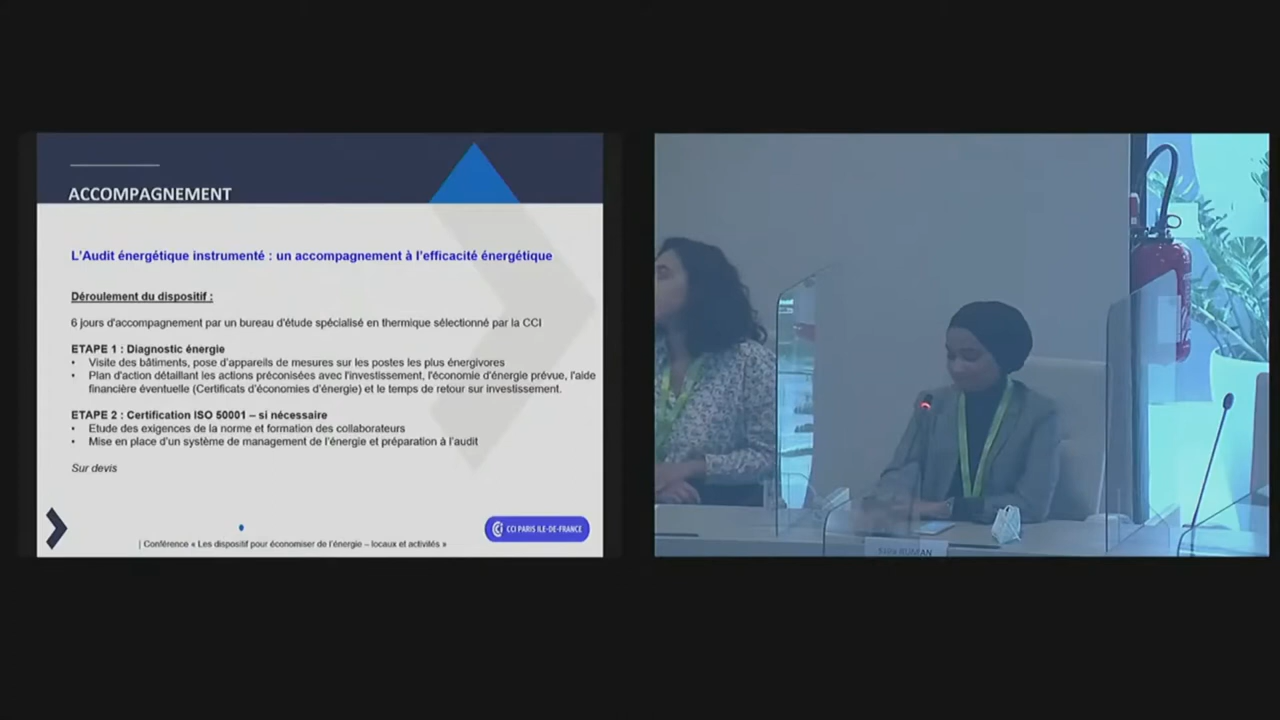 ACCOMPAGNEMENT
L'Audit énergétique instrumenté : un accompagnement à l'efficacité énergétique
Déroulement du dispositif :
6 jours d'accompagnement par un bureau d'étude spécialisé en thermique sélectionné par la CCI
ETAPE 1 : Diagnostic énergie
• Visite des bâtiments, pose d'appareils de mesures sur les postes les plus énergivores
• Plan d'action détaillant les actions préconisées avec l'investissement, l'économie d'énergie prévue, l'aide
financière éventuelle (Certificats d'économies d'énergie) et le temps de retour sur investissement.
ETAPE 2 : Certification ISO 50001 – si nécessaire
• Etude des exigences de la norme et formation des collaborateurs
• Mise en place d'un système de management de l'énergie et préparation à l'audit
Sur devis
CCI PARIS ILE-DE-FRANCE
| Conférence « Les dispositif pour économiser de l'énergie – locaux et activités »